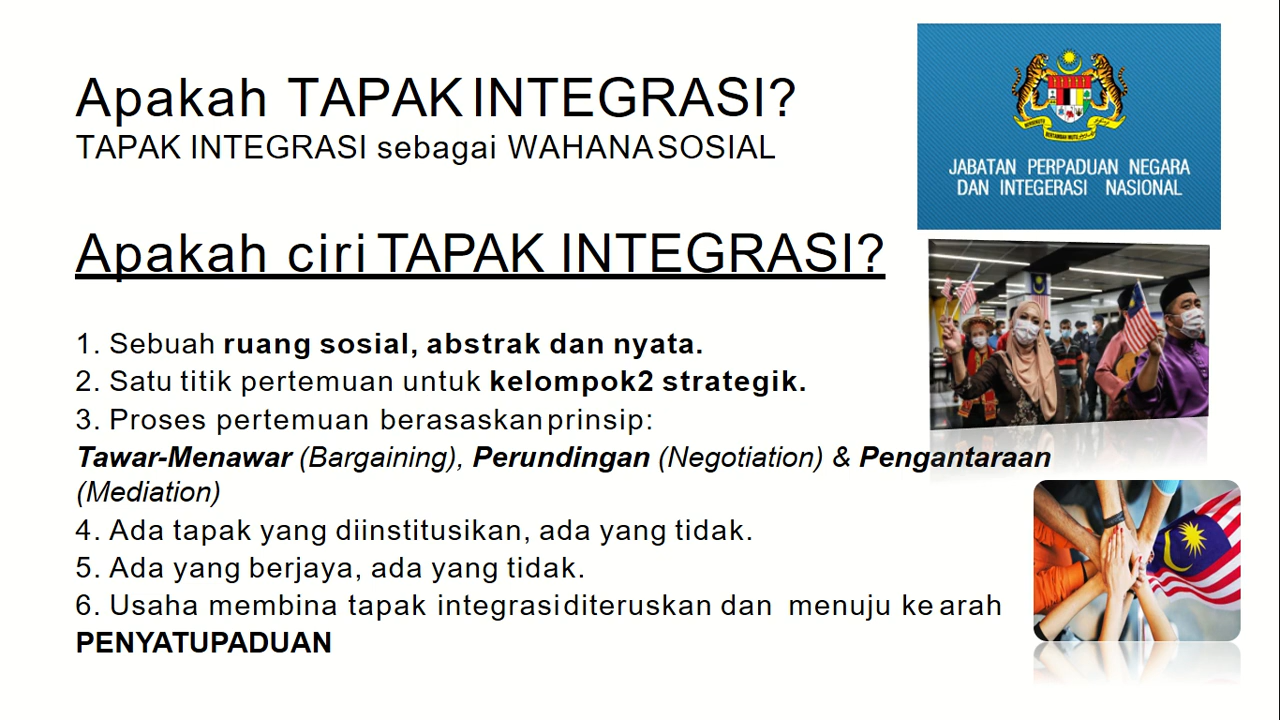 Apakah TAPAK INTEGRASI?
TAPAK INTEGRASI sebagai WAHANA SOSIAL
JABATAN PERPADUAN NEGARA
DAN INTEGERASI NASIONAL
Apakah ciri TAPAK INTEGRASI?
1. Sebuah ruang sosial, abstrak dan nyata.
2. Satu titik pertemuan untuk kelompok2 strategik.
3. Proses pertemuan berasaskan prinsip:
Tawar-Menawar (Bargaining), Perundingan (Negotiation) & Pengantaraan
(Mediation)
4. Ada tapak yang diinstitusikan, ada yang tidak.
5. Ada yang berjaya, ada yang tidak.
6. Usaha membina tapak integrasi diteruskan dan menuju ke arah
PENYATUPADUAN